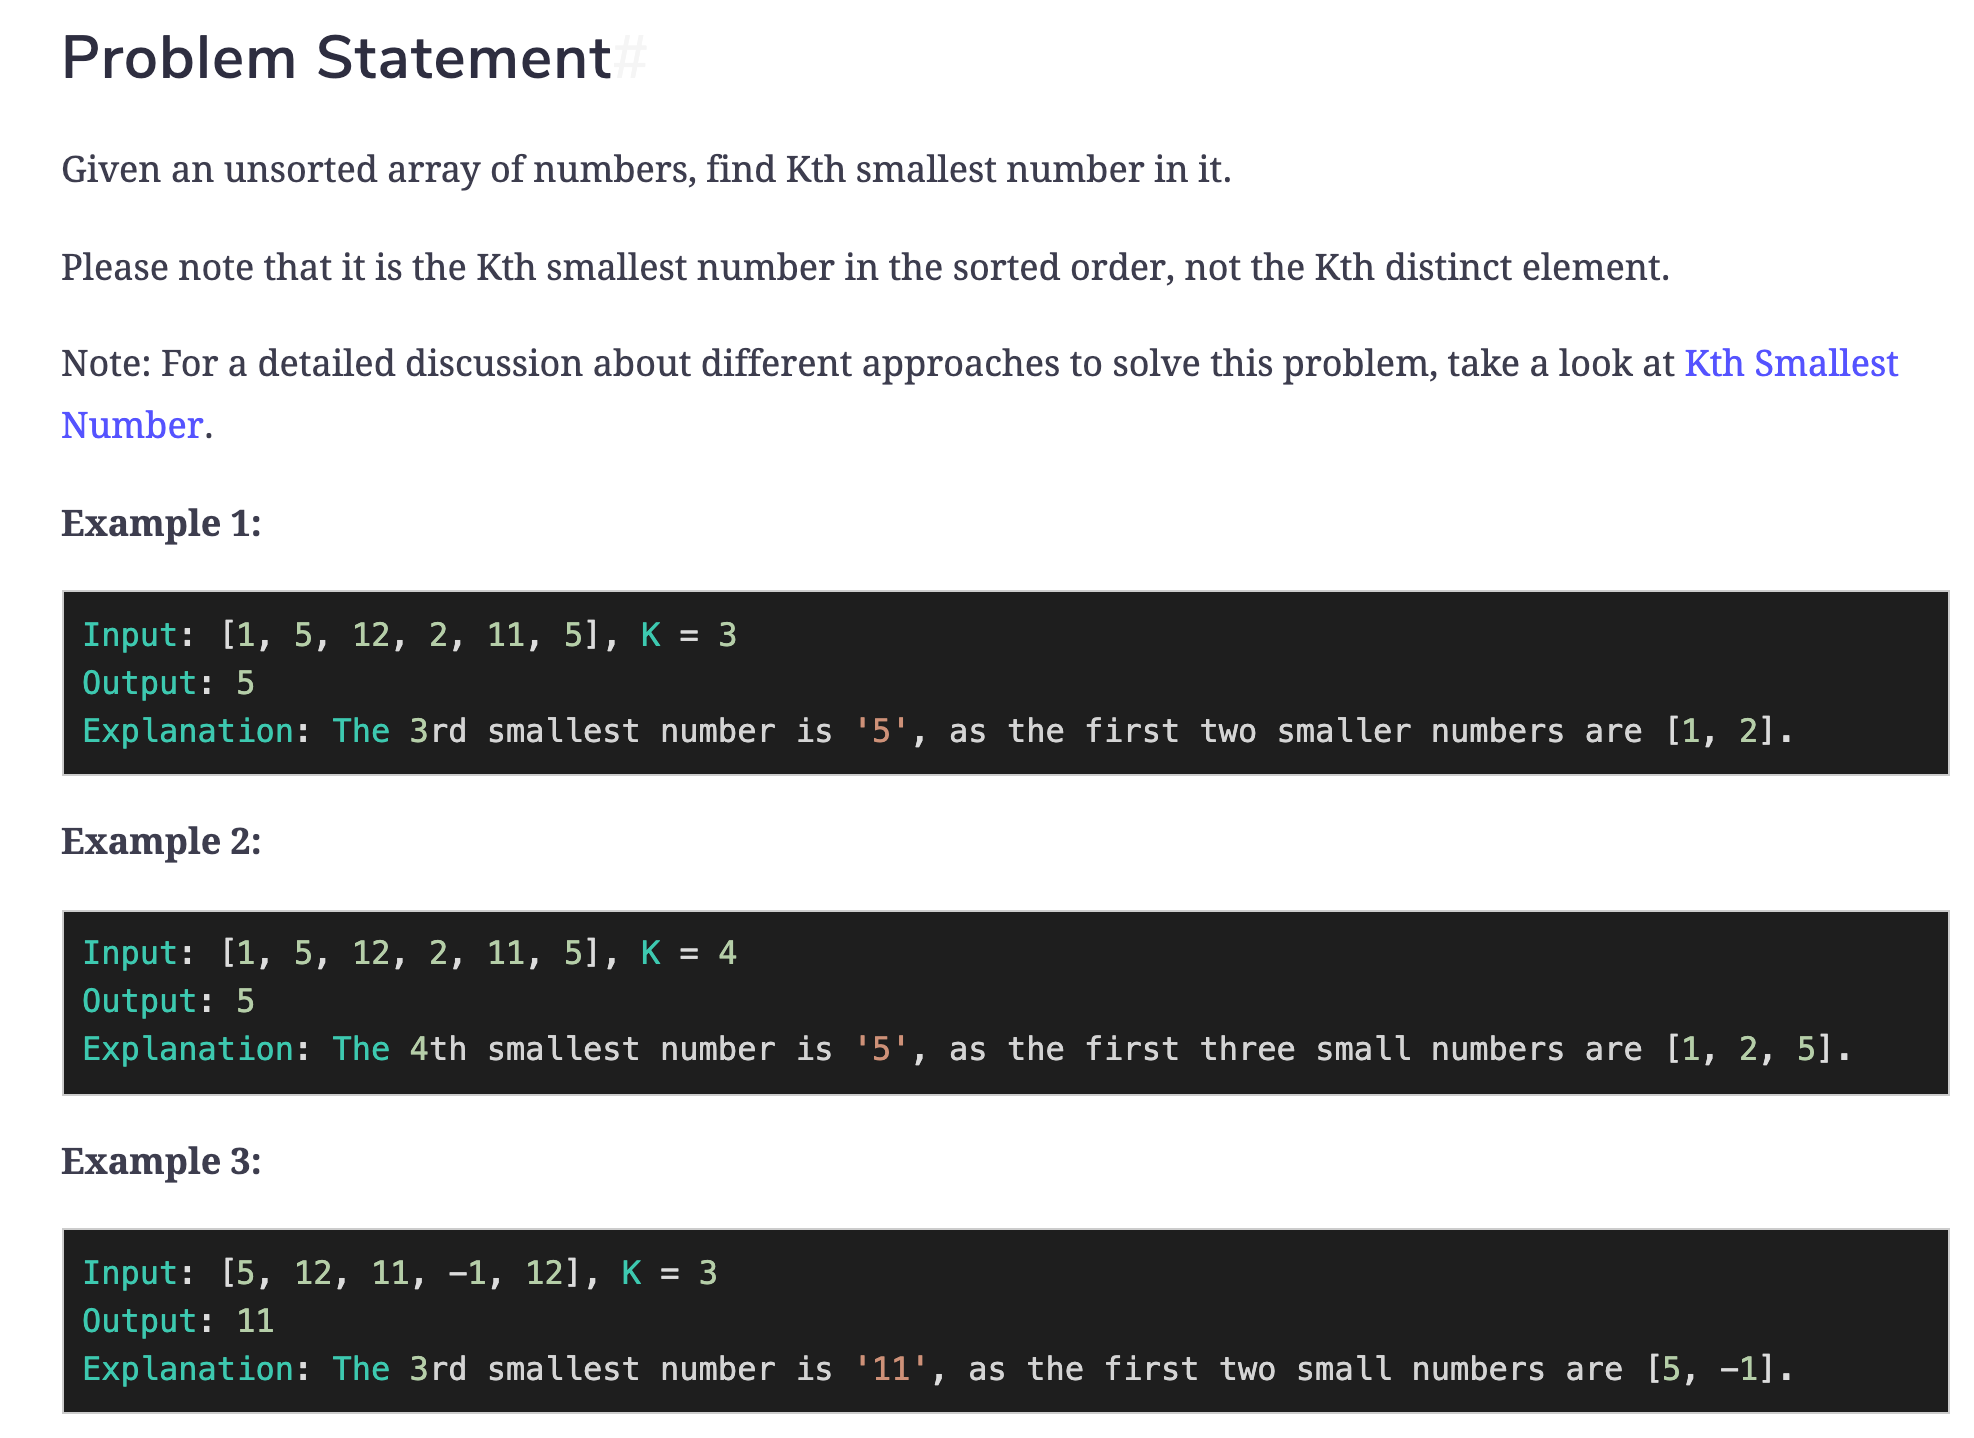 Problem Statement#
Given an unsorted array of numbers, find Kth smallest number in it.
Please note that it is the Kth smallest number in the sorted order, not the Kth distinct element.
Note: For a detailed discussion about different approaches to solve this problem, take a look at Kth Smallest
Number.
Example 1:
Input: [1, 5, 12, 2, 11, 5], K = 3
Output: 5
Explanation: The 3rd smallest number is '5', as the first two smaller numbers are [1, 2].
Example 2:
Input: [1, 5, 12, 2, 11, 5], K = 4
Output: 5
Explanation: The 4th smallest number is '5', as the first three small numbers are [1, 2, 5].
Example 3:
Input: [5, 12, 11, -1, 12], K = 3
Output: 11
Explanation: The 3rd smallest number is '11', as the first two small numbers are [5, -1].